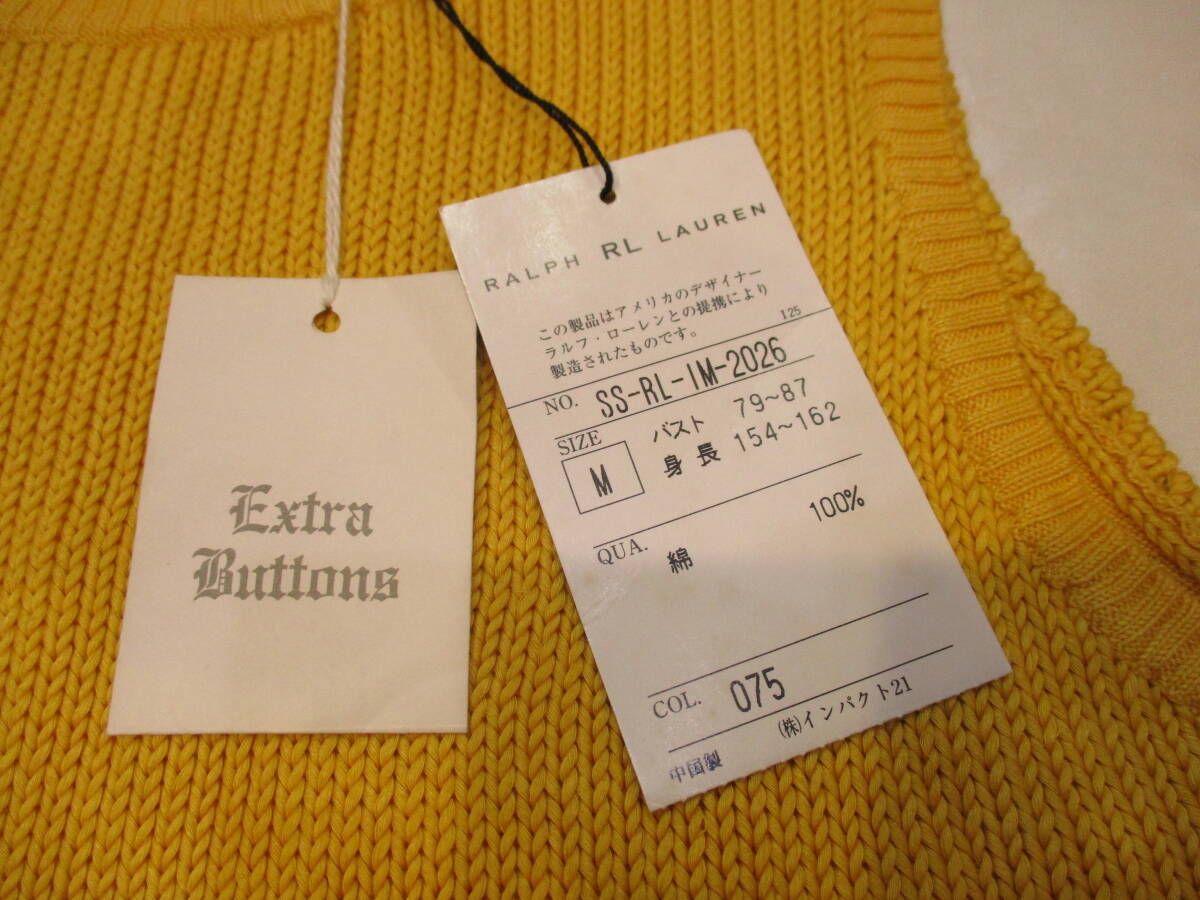 Extra
Buttons
RALPH RL LAUREN
この製品はアメリカのデザイナー
ラルフ・ローレンとの提携により
製造されたものです。
I25
NO. SS-RL-IM-2026
SIZE
M
バスト 79~87
身長 154~162
QUA.
綿 100%
COL. 075
(株)インパクト21
中国製